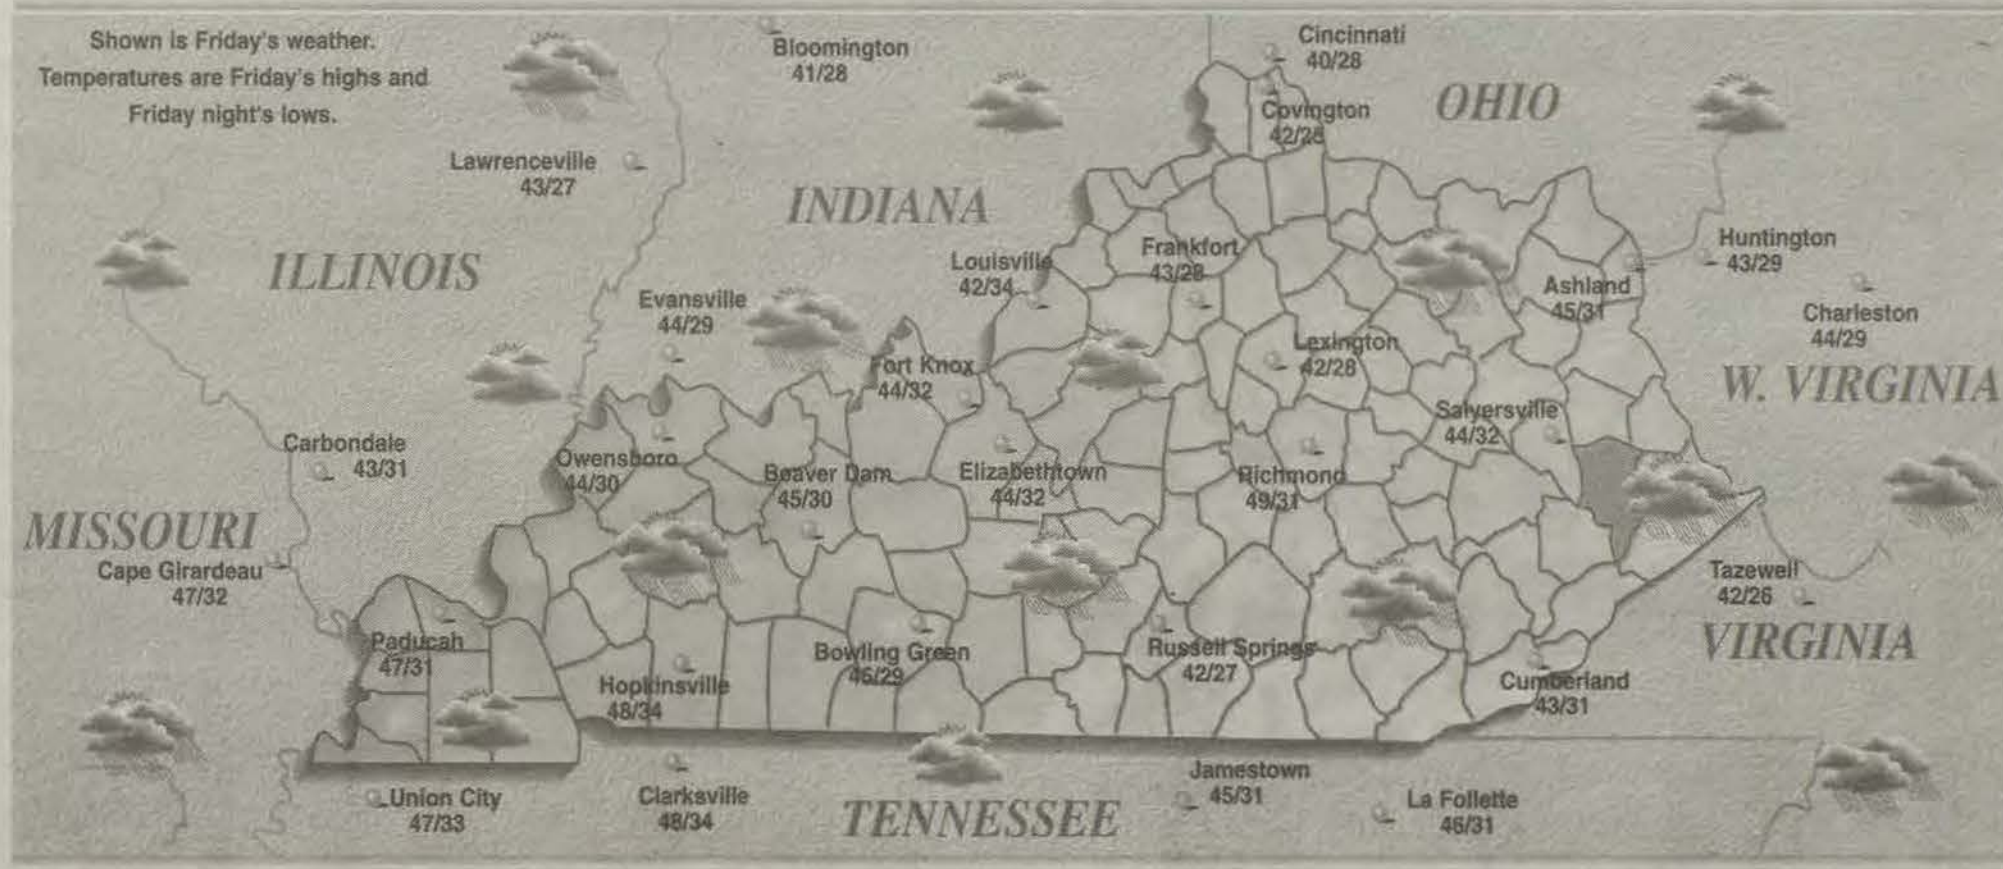 Shown is Friday's weather.
Temperatures are Friday's highs and
Friday night's lows.
Bloomington
41/28
Cincinnati
40/28
OHIO
Covington
42/28
Lawrenceville
43/27
INDIANA
ILLINOIS
Louisville
42/34
Frankfort
43/28
Huntington
43/29
Ashland
45/31
Charleston
44/29
Evansville
44/29
Lexington
42/28
Fort Knox
44/32
W. VIRGINIA
Salyersville
44/32
Carbondale
43/31
Owensboro
44/30
Beaver Dam
45/30
Elizabethtown
44/32
Richmond
49/31
MISSOURI
Cape Girardeau
47/32
Tazewell
42/26
VIRGINIA
Paducah
47/31
Bowling Green
46/29
Russell Springs
42/27
Hopkinsville
48/34
Cumberland
43/31
Union City
47/33
Clarksville
48/34
TENNESSEE
Jamestown
45/31
La Follette
46/31